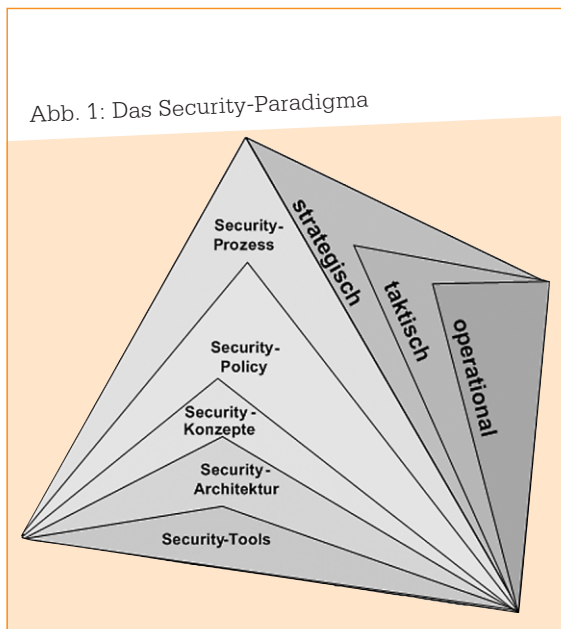 Abb. 1: Das Security-Paradigma
Security-
Prozess
Security-
Policy
Security-
Konzepte
Security-
Architektur
Security-Tools
strategisch
taktisch
operational